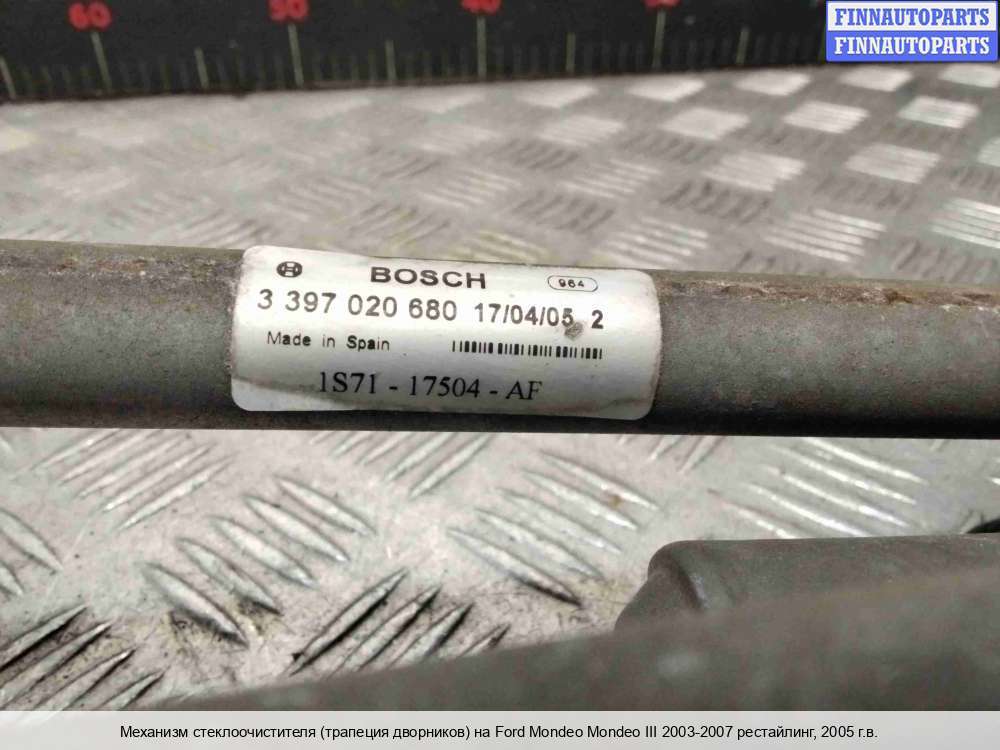 FINNAUTOPARTS
FINNAUTOPARTS
60 50 40
BOSCH 964
3 397 020 680 17/04/05 2
Made in Spain
1S71 - 17504 - AF
Механизм стеклоочистителя (трапеция дворников) на Ford Mondeo Mondeo III 2003-2007 рестайлинг, 2005 г.в.